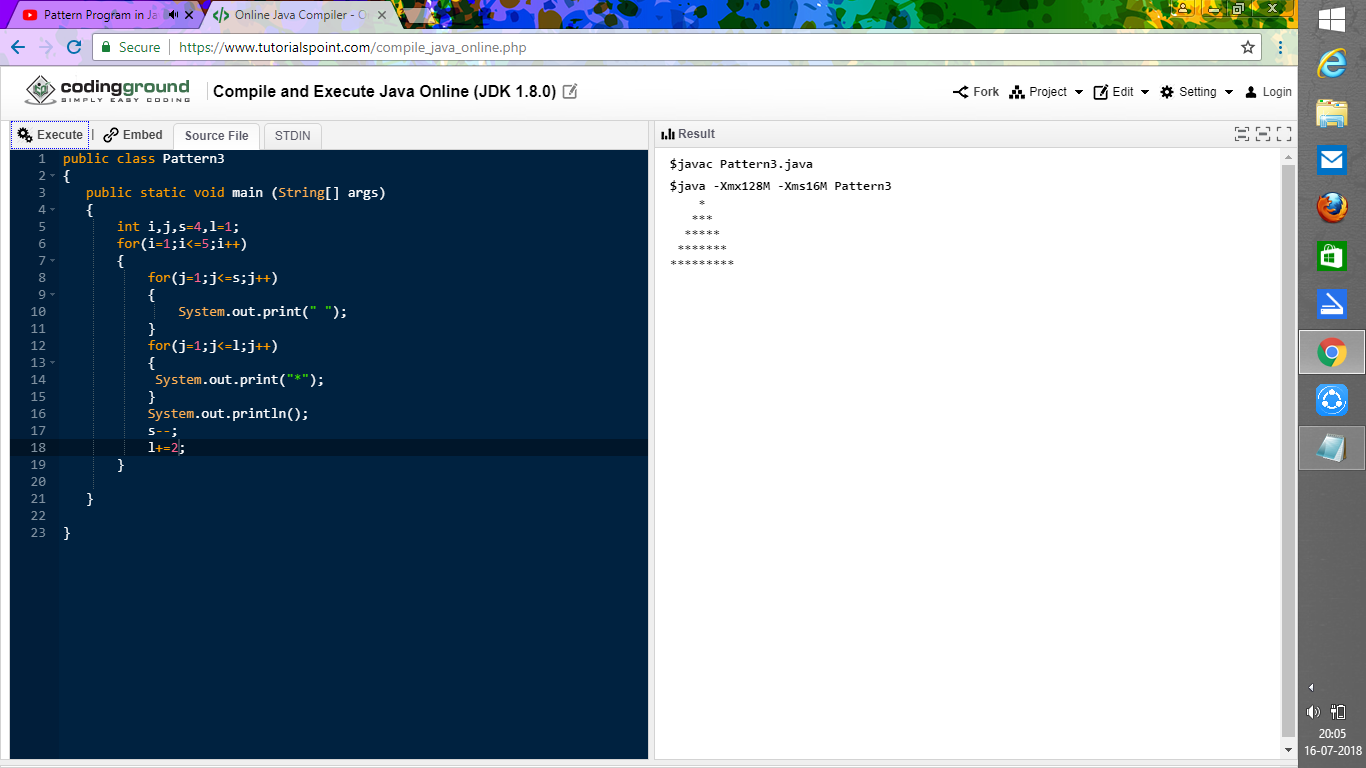 Pattern Program in Ja
Online Java Compiler - O
Secure https://www.tutorialspoint.com/compile_java_online.php
codingground
SIMPLY EASY CODING
Compile and Execute Java Online (JDK 1.8.0)
Fork Project Edit Setting Login
Execute | Embed Source File STDIN
Result
1 public class Pattern3
2 {
3 public static void main (String[] args)
4 {
5 int i,j,s=4,l=1;
6 for(i=1;i<=5;i++)
7 {
8 for(j=1;j<=s;j++)
9 {
10 System.out.print(" ");
11 }
12 for(j=1;j<=l;j++)
13 {
14 System.out.print("*");
15 }
16 System.out.println();
17 s--;
18 l+=2;
19 }
20
21 }
22
23 }
$javac Pattern3.java
$java -Xmx128M -Xms16M Pattern3
    *
   ***
  *****
 *******
*********
20:05
16-07-2018